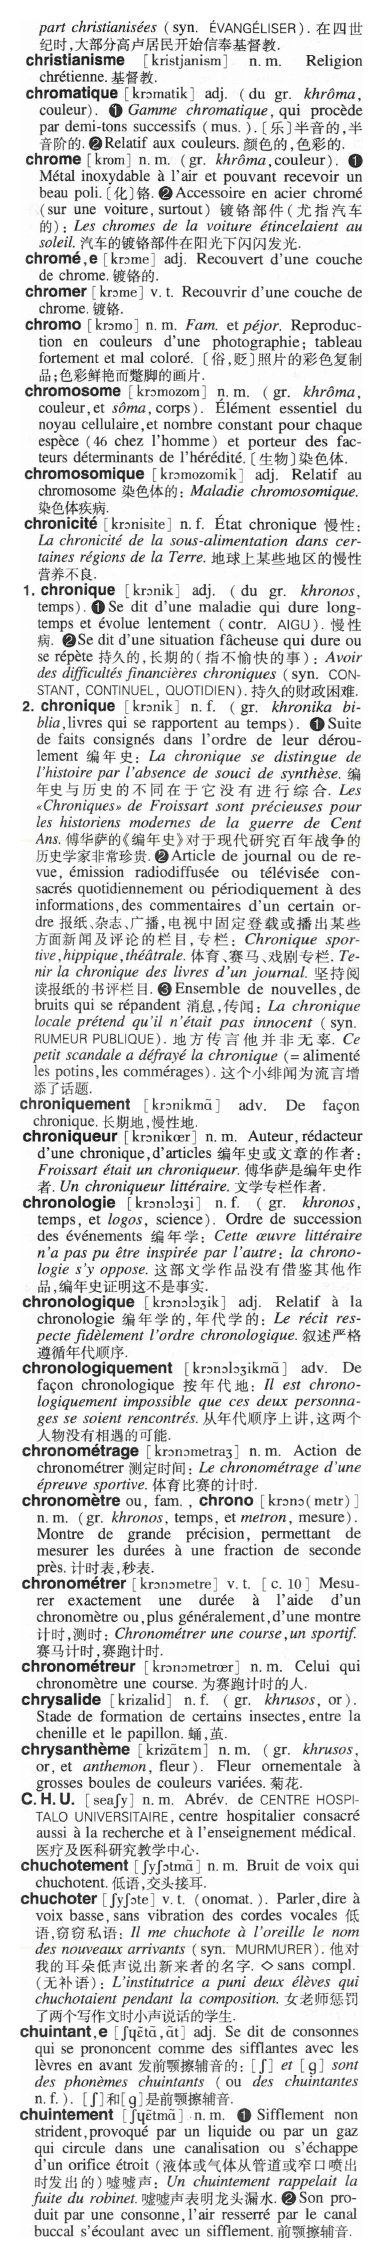 part christianisées (syn. ÉVANGÉLISER). 在四世
纪时,大部分高卢居民开始信奉基督教.
christianisme [kristjanism] n. m. Religion
chrétienne. 基督教.
chromatique [krɔmatik] adj. (du gr. khrôma,
couleur). ❶ Gamme chromatique, qui procède
par demi-tons successifs (mus.). 〔乐〕半音的,半
音阶的. ❷ Relatif aux couleurs. 颜色的,色彩的.
chrome [krom] n. m. (gr. khrôma,couleur). ❶
Métal inoxydable à l'air et pouvant recevoir un
beau poli. 〔化〕铬. ❷ Accessoire en acier chromé
(sur une voiture, surtout) 镀铬部件(尤指汽车
的): Les chromes de la voiture étincelaient au
soleil. 汽车的镀铬部件在阳光下闪闪发光.
chromé,e [krome] adj. Recouvert d'une couche
de chrome. 镀铬的.
chromer [krome] v. t. Recouvrir d'une couche de
chrome. 镀铬.
chromo [krɔmo] n. m. Fam. et péjor. Reproduc-
tion en couleurs d'une photographie; tableau
fortement et mal coloré. 〔俗,贬〕照片的彩色复制
品;色彩鲜艳而蹩脚的画片.
chromosome [krɔmozom] n. m. (gr. khrôma,
couleur,et sôma, corps). Élément essentiel du
noyau cellulaire,et nombre constant pour chaque
espèce (46 chez l'homme) et porteur des fac-
teurs déterminants de l'hérédité. 〔生物〕染色体.
chromosomique [krɔmozomik] adj. Relatif au
chromosome 染色体的: Maladie chromosomique.
染色体疾病.
chronicité [krɔnisite] n. f. État chronique 慢性:
La chronicité de la sous-alimentation dans cer-
taines régions de la Terre. 地球上某些地区的慢性
营养不良.
1. chronique [krɔnik] adj. (du gr. khronos,
temps). ❶ Se dit d'une maladie qui dure long-
temps et évolue lentement (contr. AIGU). 慢性
病. ❷ Se dit d'une situation fâcheuse qui dure ou
se répète 持久的,长期的(指不愉快的事): Avoir
des difficultés financières chroniques (syn. CON-
STANT, CONTINUEL, QUOTIDIEN). 持久的财政困难.
2. chronique [krɔnik] n. f. (gr. khronika bi-
blia,livres qui se rapportent au temps). ❶ Suite
de faits consignés dans l'ordre de leur dérou-
lement 编年史: La chronique se distingue de
l'histoire par l'absence de souci de synthèse. 编
年史与历史的不同在于它没有进行综合. Les
«Chroniques» de Froissart sont précieuses pour
les historiens modernes de la guerre de Cent
Ans. 傅华萨的《编年史》对于现代研究百年战争的
历史学家非常珍贵. ❷ Article de journal ou de re-
vue, émission radiodiffusée ou télévisée con-
sacrés quotidiennement ou périodiquement à des
informations,des commentaires d'un certain or-
dre 报纸、杂志、广播,电视中固定登载或播出某些
方面新闻及评论的栏目,专栏: Chronique spor-
tive,hippique,théâtrale. 体育、赛马、戏剧专栏. Te-
nir la chronique des livres d'un journal. 坚持阅
读报纸的书评栏目. ❸ Ensemble de nouvelles,de
bruits qui se répandent 消息,传闻: La chronique
locale prétend qu'il n'était pas innocent (syn.
RUMEUR PUBLIQUE). 地方传言他并非无辜. Ce
petit scandale a défrayé la chronique (= alimenté
les potins,les commérages). 这个小绯闻为流言增
添了话题.
chroniquement [krɔnikmɑ̃] adv. De façon
chronique. 长期地,慢性地.
chroniqueur [krɔnikœr] n. m. Auteur, rédacteur
d'une chronique,d'articles 编年史或文章的作者:
Froissart était un chroniqueur. 傅华萨是编年史作
者. Un chroniqueur littéraire. 文学专栏作者.
chronologie [krɔnɔlɔʒi] n. f. (gr. khronos,
temps, et logos, science). Ordre de succession
des événements 编年学: Cette œuvre littéraire
n'a pas pu être inspirée par l'autre: la chrono-
logie s'y oppose. 这部文学作品没有借鉴其他作
品,编年史证明这不是事实.
chronologique [krɔnɔlɔʒik] adj. Relatif à la
chronologie 编年学的,年代学的: Le récit res-
pecte fidèlement l'ordre chronologique. 叙述严格
遵循年代顺序.
chronologiquement [krɔnɔlɔʒikmɑ̃] adv. De
façon chronologique 按年代地: Il est chrono-
logiquement impossible que ces deux personna-
ges se soient rencontrés. 从年代顺序上讲,这两个
人物没有相遇的可能.
chronométrage [krɔnɔmetraʒ] n. m. Action de
chronométrer 测定时间: Le chronométrage d'une
épreuve sportive. 体育比赛的计时.
chronomètre ou, fam. , chrono [krɔnɔ(mɛtr)]
n. m. (gr. khronos, temps, et metron, mesure).
Montre de grande précision, permettant de
mesurer les durées à une fraction de seconde
près. 计时表,秒表.
chronométrer [krɔnɔmetre] v. t. [c. 10] Mesu-
rer exactement une durée à l'aide d'un
chronomètre ou,plus généralement,d'une montre
计时,测时: Chronométrer une course,un sportif.
赛马计时,赛跑计时.
chronométreur [krɔnɔmetrœr] n. m. Celui qui
chronomètre une course. 为赛跑计时的人.
chrysalide [krizalid] n. f. (gr. khrusos, or).
Stade de formation de certains insectes,entre la
chenille et le papillon. 蛹,茧.
chrysanthème [krizɑ̃tɛm] n. m. (gr. khrusos,
or, et anthemon, fleur). Fleur ornementale à
grosses boules de couleurs variées. 菊花.
C. H. U. [seaʃy] n. m. Abrév. de CENTRE HOSPI-
TALO UNIVERSITAIRE, centre hospitalier consacré
aussi à la recherche et à l'enseignement médical.
医疗及医科研究教学中心.
chuchotement [ʃyʃɔtmɑ̃] n. m. Bruit de voix qui
chuchotent. 低语,交头接耳.
chuchoter [ʃyʃɔte] v. t. (onomat.). Parler,dire à
voix basse, sans vibration des cordes vocales 低
语,窃窃私语: Il me chuchote à l'oreille le nom
des nouveaux arrivants (syn. MURMURER). 他对
我的耳朵低声说出新来者的名字. ◇ sans compl.
(无补语): L'institutrice a puni deux élèves qui
chuchotaient pendant la composition. 女老师惩罚
了两个写作文时小声说话的学生.
chuintant,e [ʃɥɛ̃tɑ̃,ɑ̃t] adj. Se dit de consonnes
qui se prononcent comme des sifflantes avec les
lèvres en avant 发前颚擦辅音的: [ʃ] et [ɡ] sont
des phonèmes chuintants (ou des chuintantes
n. f.). [ʃ]和[ɡ]是前颚擦辅音.
chuintement [ʃɥɛ̃tmɑ̃] n. m. ❶ Sifflement non
strident,provoqué par un liquide ou par un gaz
qui circule dans une canalisation ou s'échappe
d'un orifice étroit (液体或气体从管道或窄口喷出
时发出的)嘘嘘声: Un chuintement rappelait la
fuite du robinet. 嘘嘘声表明龙头漏水. ❷ Son pro-
duit par une consonne,l'air resserré par le canal
buccal s'écoulant avec un sifflement. 前颚擦辅音.